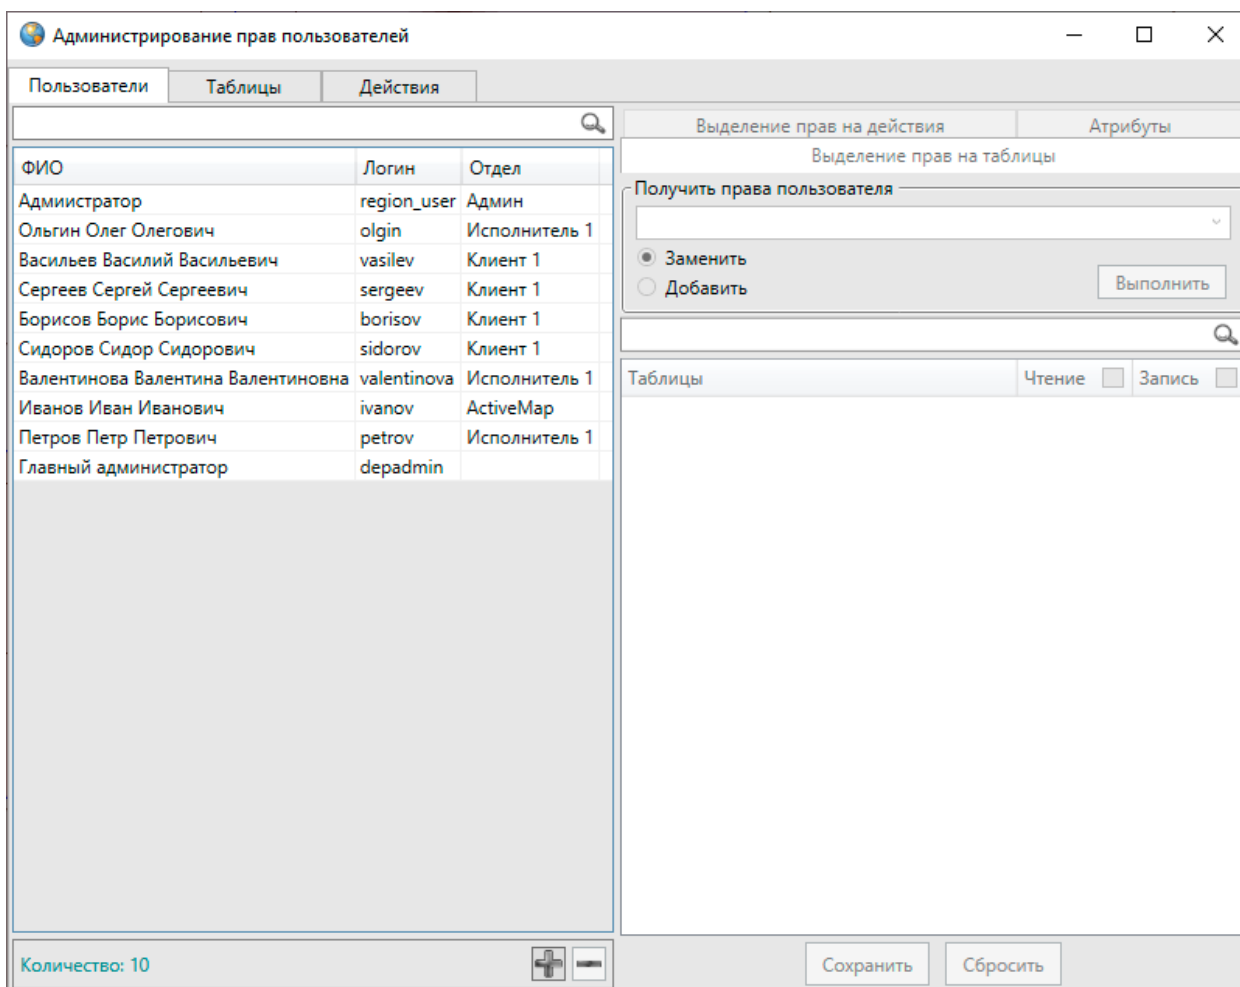 Администрирование прав пользователей
Пользователи Таблицы Действия
ФИО Логин Отдел
Адмиистратор region_user Админ
Ольгин Олег Олегович olgin Исполнитель 1
Васильев Василий Васильевич vasilev Клиент 1
Сергеев Сергей Сергеевич sergeev Клиент 1
Борисов Борис Борисович borisov Клиент 1
Сидоров Сидор Сидорович sidorov Клиент 1
Валентинова Валентина Валентиновна valentinova Исполнитель 1
Иванов Иван Иванович ivanov ActiveMap
Петров Петр Петрович petrov Исполнитель 1
Главный администратор depadmin
Количество: 10
Выделение прав на действия Атрибуты
Выделение прав на таблицы
Получить права пользователя
Заменить
Добавить
Выполнить
Таблицы Чтение Запись
Сохранить Сбросить